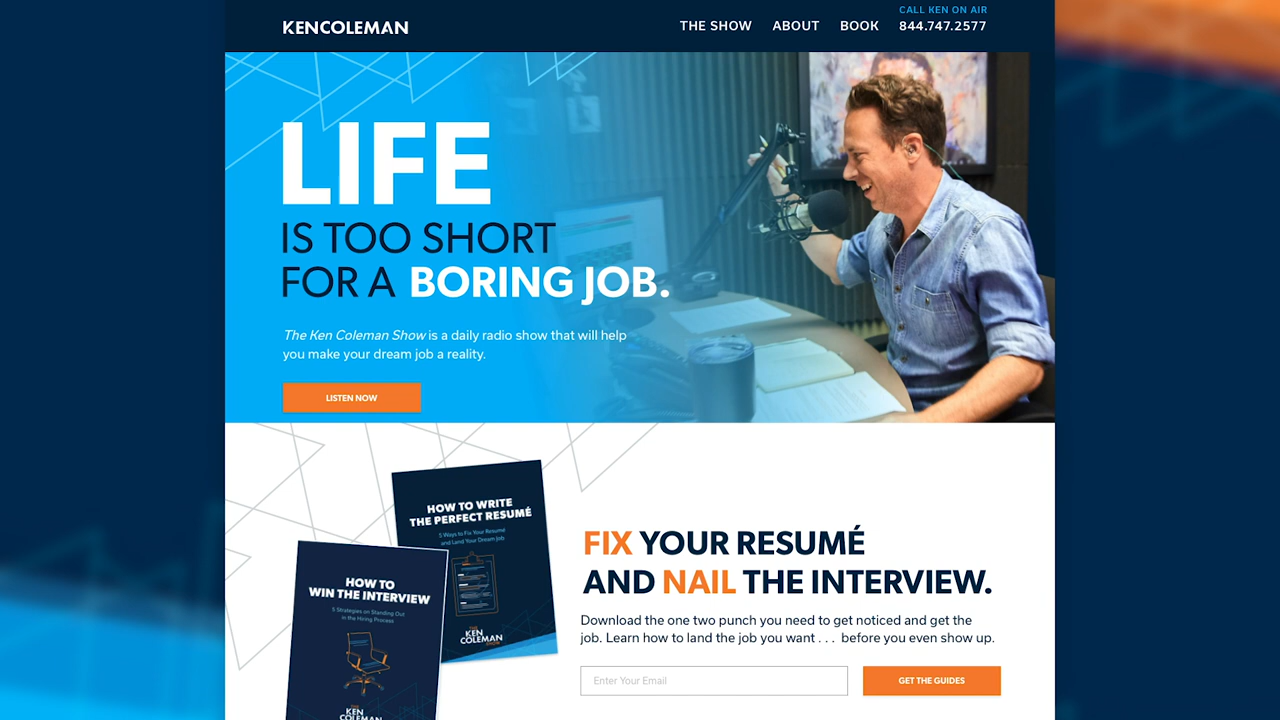 KENCOLEMAN
THE SHOW
ABOUT
BOOK
CALL KEN ON AIR
844.747.2577
LIFE
IS TOO SHORT
FOR A BORING JOB.
The Ken Coleman Show is a daily radio show that will help
you make your dream job a reality.
LISTEN NOW
HOW TO WRITE
THE PERFECT RESUMÉ
5 Ways to Fix Your Resumé
and Land Your Dream Job
THE
KEN
COLEMAN
SHOW
HOW TO
WIN THE INTERVIEW
5 Strategies on Standing Out
in the Hiring Process
THE
KEN
COLEMAN
FIX YOUR RESUMÉ
AND NAIL THE INTERVIEW.
Download the one two punch you need to get noticed and get the
job. Learn how to land the job you want . . . before you even show up.
Enter Your Email
GET THE GUIDES